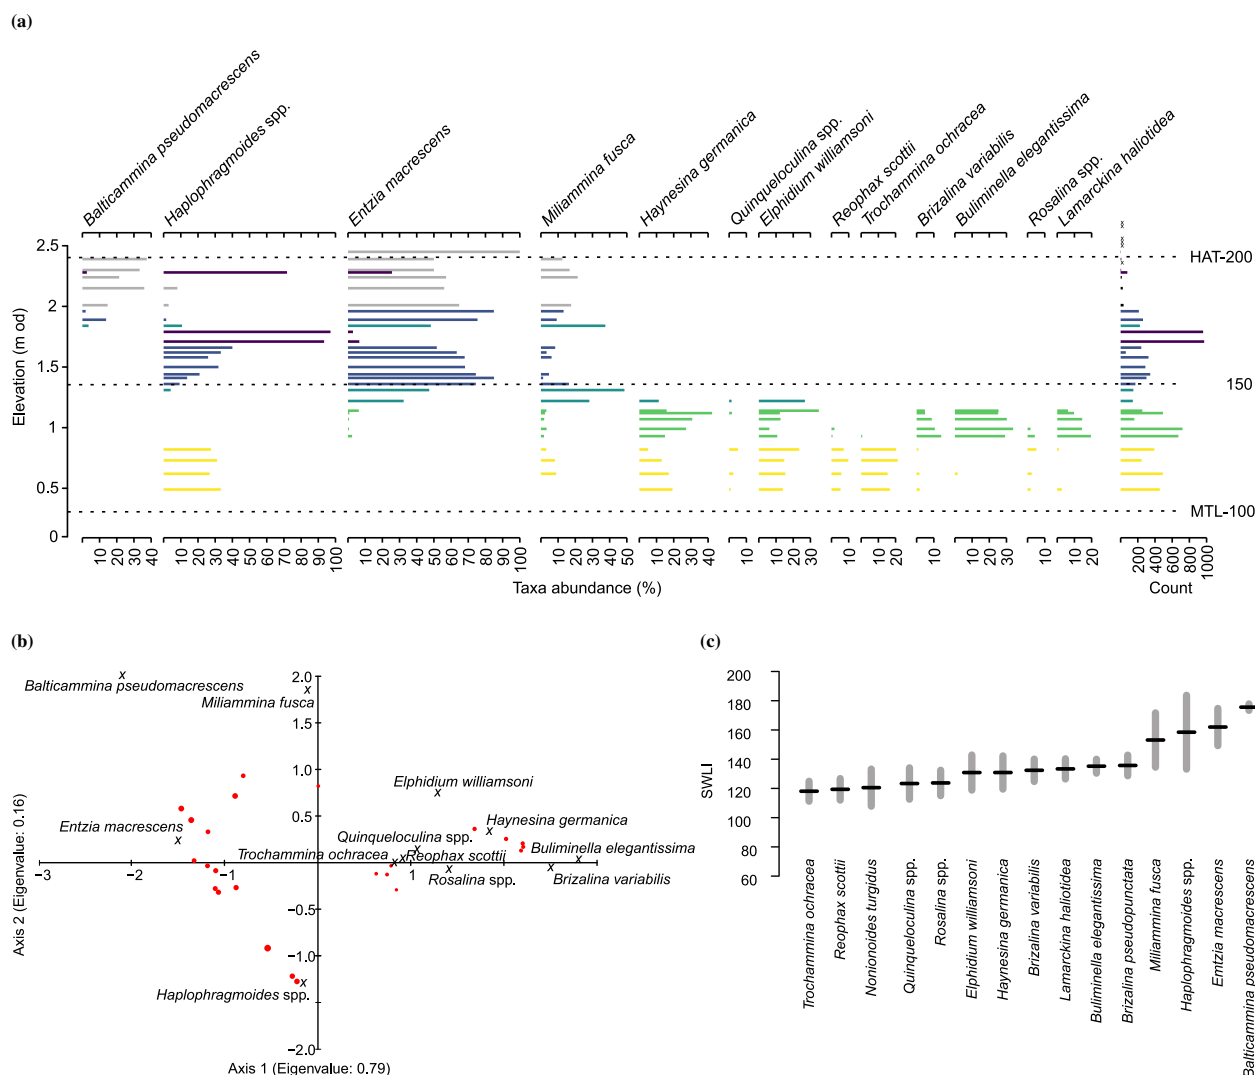 (a)
Balticammina pseudomacrescens
Haplophragmoides spp.
Entzia macrescens
Miliammina fusca
Haynesina germanica
Quinqueloculina spp.
Elphidium williamsoni
Reophax scottii
Trochammina ochracea
Brizalina variabilis
Buliminella elegantissima
Rosalina spp.
Lamarckina haliotidea
Elevation (m od)
2.5
2
1.5
1
0.5
0
HAT-200
150
MTL-100
10 20 30 40
10 20 30 40 50 60 70 80 90 100
10 20 30 40 50 60 70 80 90 100
10 20 30 40 50
10 20 30 40
10
10 20 30
10
10 20
10
10 20 30
10
10 20
200 400 600 800 1000
Taxa abundance (%)
Count
(b)
Balticammina pseudomacrescens
Miliammina fusca
Elphidium williamsoni
Entzia macrescens
Haynesina germanica
Quinqueloculina spp.
Trochammina ochracea
Reophax scottii
Buliminella elegantissima
Rosalina spp.
Brizalina variabilis
Haplophragmoides spp.
2.0
1.5
1.0
0.5
−0.5
−1.0
−1.5
−2.0
−3 −2 −1 1
Axis 2 (Eigenvalue: 0.16)
Axis 1 (Eigenvalue: 0.79)
(c)
SWLI
200
180
160
140
120
100
80
60
Trochammina ochracea
Reophax scottii
Nonionoides turgidus
Quinqueloculina spp.
Rosalina spp.
Elphidium williamsoni
Haynesina germanica
Brizalina variabilis
Lamarckina haliotidea
Buliminella elegantissima
Brizalina pseudopunctata
Miliammina fusca
Haplophragmoides spp.
Emtzia macrescens
Balticammina pseudomacrescens